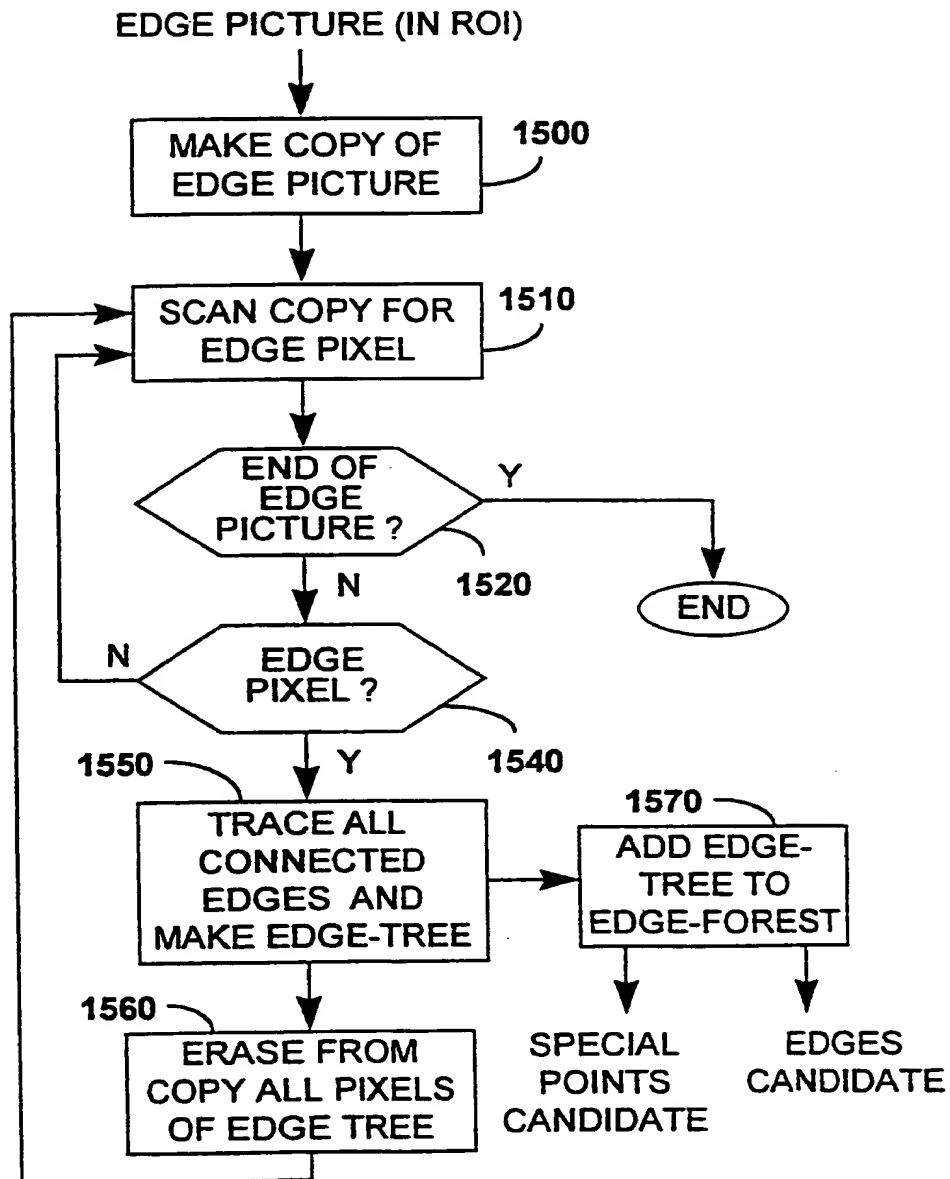 EDGE PICTURE (IN ROI)
MAKE COPY OF
EDGE PICTURE
1500
SCAN COPY FOR
EDGE PIXEL
1510
END OF
EDGE
PICTURE ?
Y
1520
N
END
EDGE
PIXEL ?
N
1540
Y
1550
TRACE ALL
CONNECTED
EDGES AND
MAKE EDGE-TREE
1570
ADD EDGE-
TREE TO
EDGE-FOREST
1560
ERASE FROM
COPY ALL PIXELS
OF EDGE TREE
SPECIAL
POINTS
CANDIDATE
EDGES
CANDIDATE